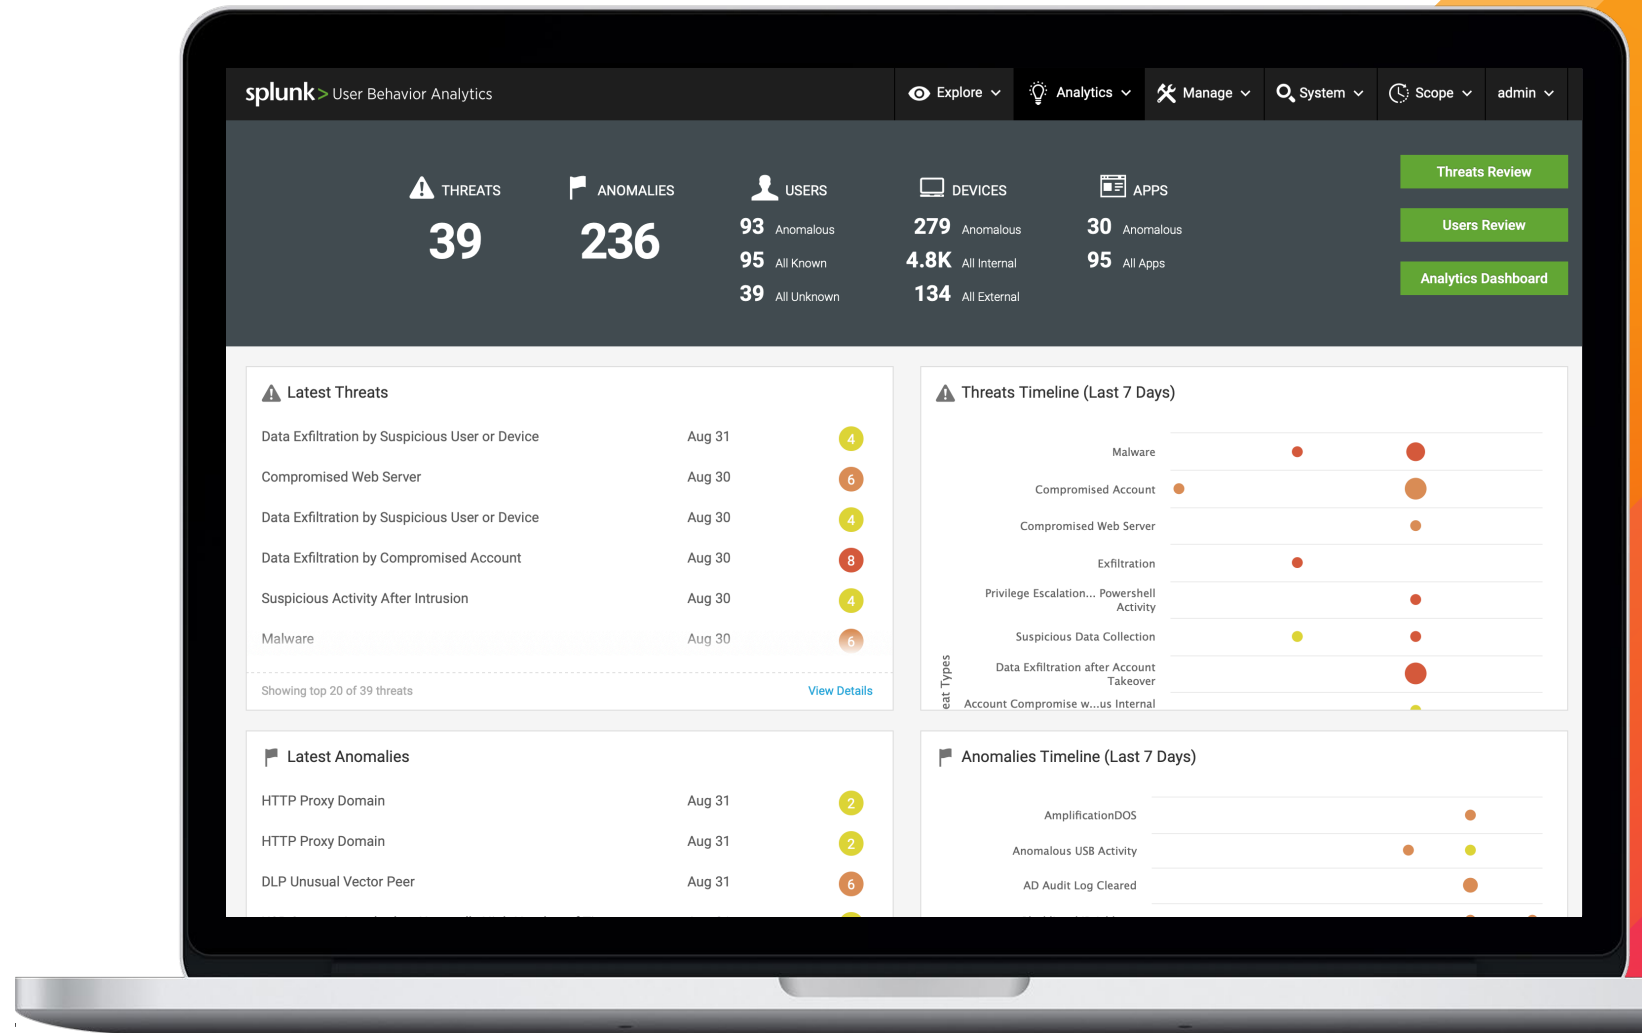 splunk> User Behavior Analytics
Explore
Analytics
Manage
System
Scope
admin
THREATS
39
ANOMALIES
236
USERS
93 Anomalous
95 All Known
39 All Unknown
DEVICES
279 Anomalous
4.8K All Internal
134 All External
APPS
30 Anomalous
95 All Apps
Threats Review
Users Review
Analytics Dashboard
Latest Threats
Data Exfiltration by Suspicious User or Device Aug 31 4
Compromised Web Server Aug 30 6
Data Exfiltration by Suspicious User or Device Aug 30 4
Data Exfiltration by Compromised Account Aug 30 8
Suspicious Activity After Intrusion Aug 30 4
Malware Aug 30 6
Showing top 20 of 39 threats View Details
Threats Timeline (Last 7 Days)
Malware
Compromised Account
Compromised Web Server
Exfiltration
Privilege Escalation... Powershell
Activity
Suspicious Data Collection
Data Exfiltration after Account
Takeover
Account Compromise w...us Internal
eat Types
Latest Anomalies
HTTP Proxy Domain Aug 31 2
HTTP Proxy Domain Aug 31 2
DLP Unusual Vector Peer Aug 31 6
Anomalies Timeline (Last 7 Days)
AmplificationDOS
Anomalous USB Activity
AD Audit Log Cleared